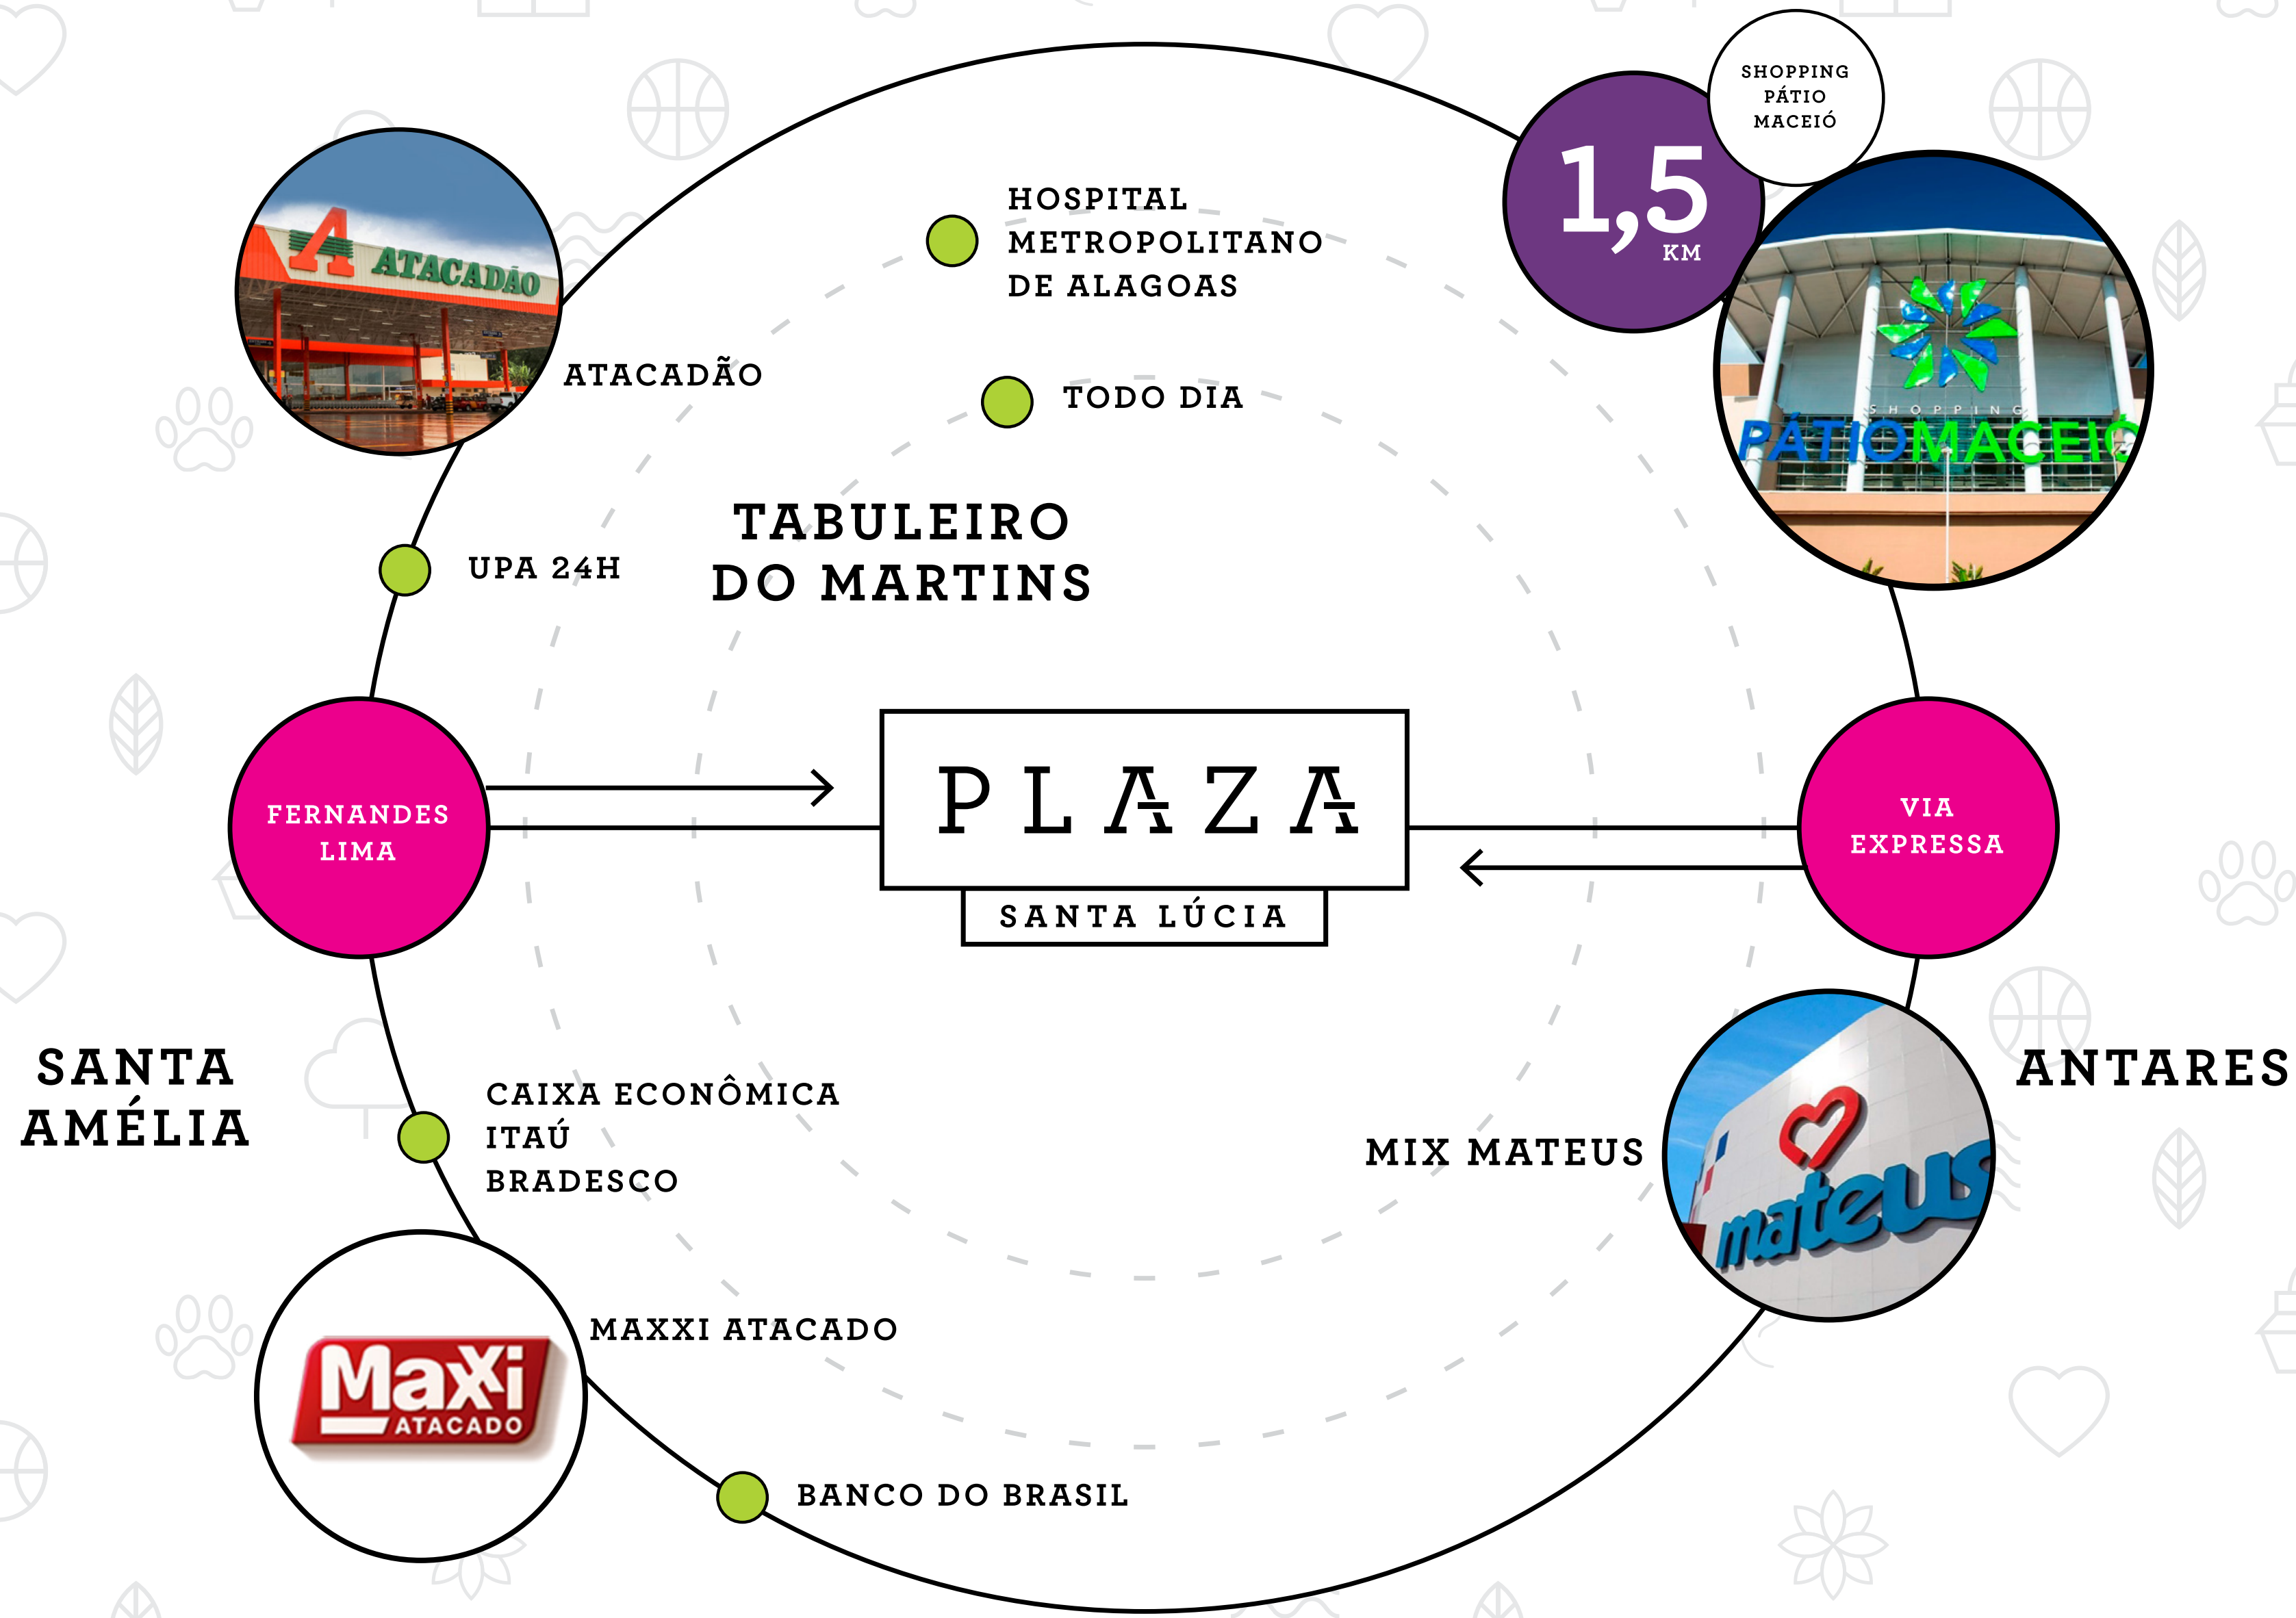 SHOPPING
PÁTIO
MACEIÓ
1,5
KM
HOSPITAL
METROPOLITANO
DE ALAGOAS
A ATACADÃO
ATACADÃO
TODO DIA
SHOPPING
PÁTIOMACEIÓ
TABULEIRO
DO MARTINS
UPA 24H
FERNANDES
LIMA
PLAZA
SANTA LÚCIA
VIA
EXPRESSA
SANTA
AMÉLIA
ANTARES
CAIXA ECONÔMICA
ITAÚ
BRADESCO
MIX MATEUS
mateus
MAXXI ATACADO
Maxxi
ATACADO
BANCO DO BRASIL